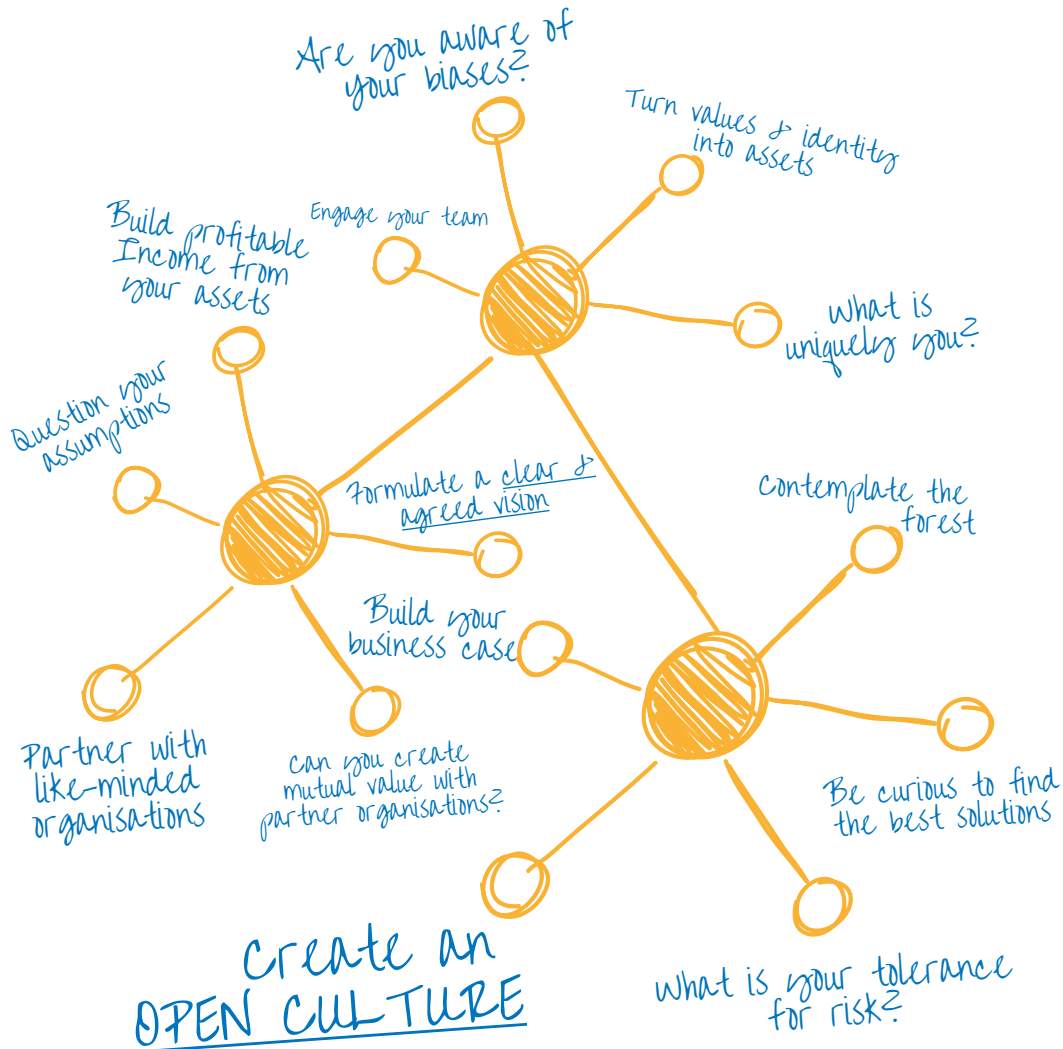 Are you aware of
your biases?
Turn values & identity
into assets
Engage your team
Build profitable
Income from
your assets
What is
uniquely you?
Question your
assumptions
Formulate a clear &
agreed vision
Contemplate the
forest
Build your
business case
Partner with
like-minded
organisations
Can you create
mutual value with
partner organisations?
Be curious to find
the best solutions
Create an
OPEN CULTURE
What is your tolerance
for risk?